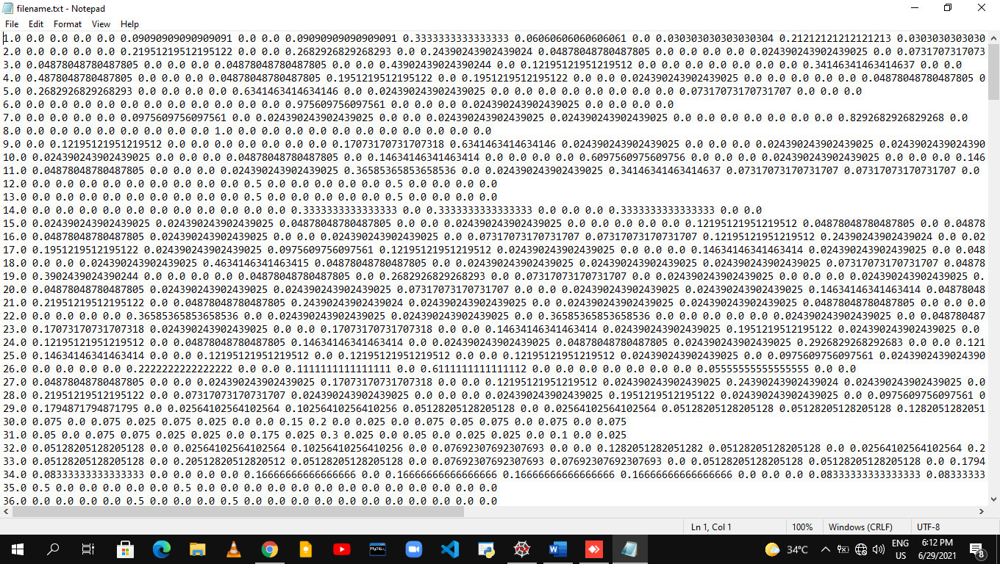 filename.txt - Notepad
File Edit Format View Help
1.0 0.0 0.0 0.0 0.0 0.09090909090909091 0.0 0.0 0.09090909090909091 0.3333333333333333 0.06060606060606061 0.0 0.030303030303030304 0.21212121212121213 0.0303030303030
2.0 0.0 0.0 0.0 0.0 0.21951219512195122 0.0 0.0 0.2682926829268293 0.0 0.24390243902439024 0.04878048780487805 0.0 0.0 0.0 0.0 0.024390243902439025 0.0 0.0731707317073
3.0 0.04878048780487805 0.0 0.0 0.0 0.04878048780487805 0.0 0.0 0.43902439024390244 0.0 0.12195121951219512 0.0 0.0 0.0 0.0 0.0 0.0 0.34146341463414637 0.0 0.0
4.0 0.4878048780487805 0.0 0.0 0.0 0.04878048780487805 0.1951219512195122 0.0 0.1951219512195122 0.0 0.0 0.024390243902439025 0.0 0.0 0.0 0.0 0.04878048780487805 0
5.0 0.2682926829268293 0.0 0.0 0.0 0.0 0.6341463414634146 0.0 0.024390243902439025 0.0 0.0 0.0 0.0 0.0 0.0 0.07317073170731707 0.0 0.0 0.0
6.0 0.0 0.0 0.0 0.0 0.0 0.0 0.0 0.975609756097561 0.0 0.0 0.0 0.024390243902439025 0.0 0.0 0.0 0.0
7.0 0.0 0.0 0.0 0.0975609756097561 0.0 0.024390243902439025 0.0 0.0 0.024390243902439025 0.024390243902439025 0.0 0.0 0.0 0.0 0.0 0.0 0.8292682926829268 0.0
8.0 0.0 0.0 0.0 0.0 0.0 0.0 0.0 1.0 0.0 0.0 0.0 0.0 0.0 0.0 0.0 0.0 0.0
9.0 0.0 0.12195121951219512 0.0 0.0 0.0 0.0 0.0 0.17073170731707318 0.6341463414634146 0.024390243902439025 0.0 0.0 0.0 0.024390243902439025 0.024390243902439
10.0 0.024390243902439025 0.0 0.0 0.0 0.04878048780487805 0.0 0.14634146341463414 0.0 0.0 0.0 0.0 0.6097560975609756 0.0 0.0 0.0 0.024390243902439025 0.0 0.0 0.0 0.146
11.0 0.04878048780487805 0.0 0.0 0.0 0.024390243902439025 0.36585365853658536 0.0 0.024390243902439025 0.34146341463414637 0.07317073170731707 0.07317073170731707 0.0
12.0 0.0 0.0 0.0 0.0 0.0 0.0 0.0 0.0 0.5 0.0 0.0 0.0 0.0 0.0 0.5 0.0 0.0 0.0 0.0
13.0 0.0 0.0 0.0 0.0 0.0 0.0 0.0 0.0 0.5 0.0 0.0 0.0 0.0 0.0 0.5 0.0 0.0 0.0 0.0
14.0 0.0 0.0 0.0 0.0 0.0 0.0 0.0 0.0 0.0 0.3333333333333333 0.0 0.3333333333333333 0.0 0.0 0.0 0.3333333333333333 0.0 0.0
15.0 0.024390243902439025 0.024390243902439025 0.04878048780487805 0.0 0.0 0.024390243902439025 0.0 0.0 0.0 0.0 0.12195121951219512 0.04878048780487805 0.0 0.04878
16.0 0.04878048780487805 0.024390243902439025 0.0 0.0 0.024390243902439025 0.0 0.07317073170731707 0.07317073170731707 0.12195121951219512 0.24390243902439024 0.0 0.02
17.0 0.1951219512195122 0.024390243902439025 0.0975609756097561 0.12195121951219512 0.024390243902439025 0.0 0.0 0.0 0.14634146341463414 0.024390243902439025 0.0 0.048
18.0 0.0 0.0 0.024390243902439025 0.4634146341463415 0.04878048780487805 0.0 0.024390243902439025 0.024390243902439025 0.024390243902439025 0.07317073170731707 0.04878
19.0 0.3902439024390244 0.0 0.0 0.0 0.0 0.04878048780487805 0.0 0.2682926829268293 0.0 0.07317073170731707 0.0 0.024390243902439025 0.0 0.0 0.0 0.024390243902439025 0.
20.0 0.04878048780487805 0.024390243902439025 0.024390243902439025 0.07317073170731707 0.0 0.0 0.024390243902439025 0.024390243902439025 0.14634146341463414 0.04878048
21.0 0.21951219512195122 0.0 0.04878048780487805 0.24390243902439024 0.024390243902439025 0.0 0.024390243902439025 0.024390243902439025 0.04878048780487805 0.0 0.0 0.0
22.0 0.0 0.0 0.0 0.0 0.36585365853658536 0.0 0.024390243902439025 0.024390243902439025 0.0 0.36585365853658536 0.0 0.0 0.0 0.0 0.024390243902439025 0.0 0.048780487
23.0 0.17073170731707318 0.024390243902439025 0.0 0.0 0.17073170731707318 0.0 0.0 0.14634146341463414 0.024390243902439025 0.1951219512195122 0.024390243902439025 0.0
24.0 0.12195121951219512 0.0 0.04878048780487805 0.14634146341463414 0.0 0.024390243902439025 0.04878048780487805 0.024390243902439025 0.2926829268292683 0.0 0.0 0.121
25.0 0.14634146341463414 0.0 0.0 0.12195121951219512 0.0 0.12195121951219512 0.0 0.0 0.12195121951219512 0.024390243902439025 0.0 0.0975609756097561 0.0243902439024390
26.0 0.0 0.0 0.0 0.0 0.2222222222222222 0.0 0.0 0.1111111111111111 0.0 0.6111111111111112 0.0 0.0 0.0 0.0 0.0 0.0 0.05555555555555555 0.0 0.0
27.0 0.04878048780487805 0.0 0.0 0.024390243902439025 0.17073170731707318 0.0 0.0 0.12195121951219512 0.024390243902439025 0.24390243902439024 0.024390243902439025 0.0
28.0 0.21951219512195122 0.0 0.07317073170731707 0.024390243902439025 0.0 0.0 0.0 0.024390243902439025 0.1951219512195122 0.024390243902439025 0.0 0.0975609756097561 0
29.0 0.1794871794871795 0.0 0.02564102564102564 0.10256410256410256 0.05128205128205128 0.0 0.02564102564102564 0.05128205128205128 0.05128205128205128 0.1282051282051
30.0 0.075 0.0 0.075 0.025 0.075 0.025 0.0 0.0 0.15 0.2 0.0 0.025 0.0 0.075 0.05 0.075 0.0 0.075 0.0 0.075
31.0 0.05 0.0 0.075 0.075 0.025 0.025 0.0 0.175 0.025 0.3 0.025 0.0 0.05 0.0 0.025 0.025 0.0 0.1 0.0 0.025
32.0 0.05128205128205128 0.0 0.02564102564102564 0.10256410256410256 0.0 0.07692307692307693 0.0 0.0 0.1282051282051282 0.05128205128205128 0.0 0.02564102564102564 0.2
33.0 0.05128205128205128 0.0 0.20512820512820512 0.05128205128205128 0.0 0.07692307692307693 0.07692307692307693 0.0 0.05128205128205128 0.05128205128205128 0.0 0.1794
34.0 0.08333333333333333 0.0 0.0 0.0 0.0 0.16666666666666666 0.0 0.16666666666666666 0.16666666666666666 0.16666666666666666 0.0 0.0 0.0 0.08333333333333333 0.08333333
35.0 0.5 0.0 0.0 0.0 0.0 0.0 0.5 0.0 0.0 0.0 0.0 0.0 0.0 0.0 0.0 0.0 0.0 0.0 0.0
36.0 0.0 0.0 0.0 0.0 0.5 0.0 0.0 0.0 0.5 0.0 0.0 0.0 0.0 0.0 0.0 0.0 0.0 0.0 0.0
Ln 1, Col 1 100% Windows (CRLF) UTF-8
MySQL
34°C ENG 6:12 PM
US 6/29/2021 8